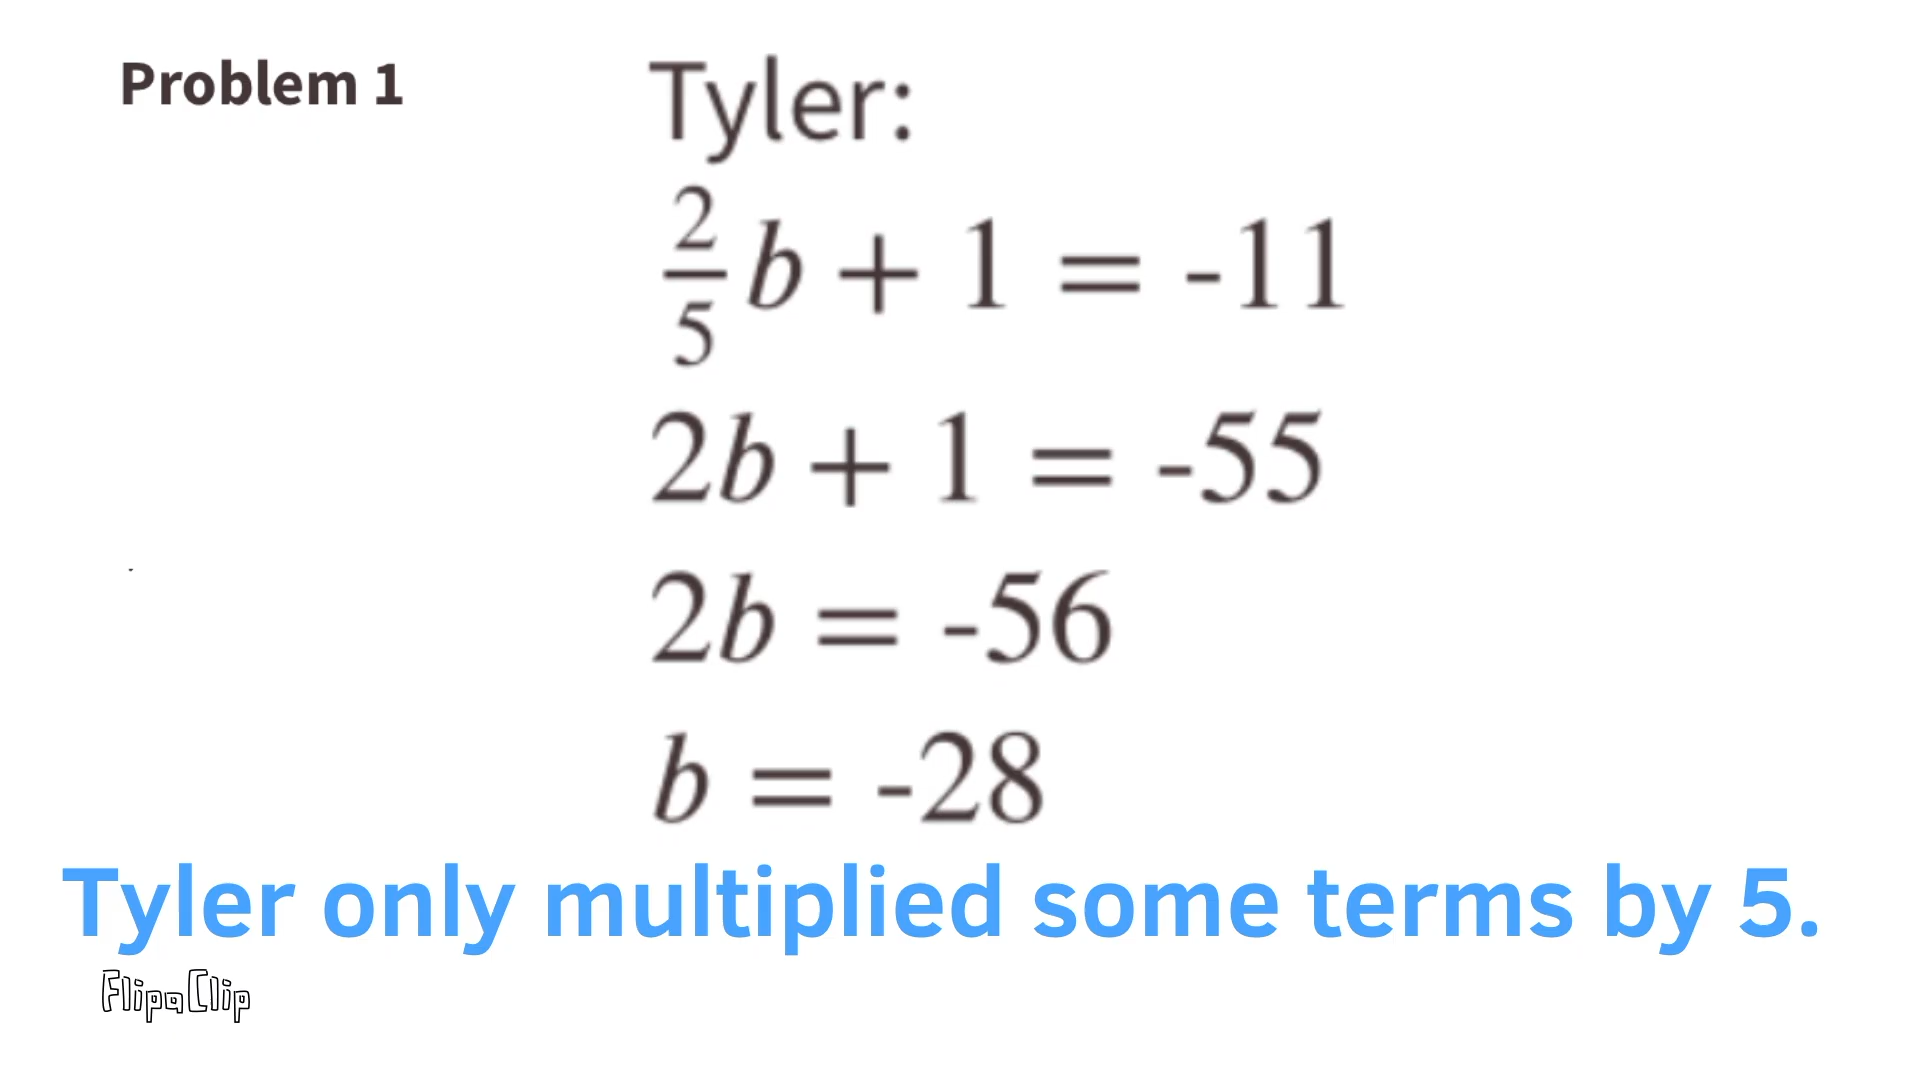 Problem 1
Tyler:
2/5 b + 1 = -11
2b + 1 = -55
2b = -56
b = -28
Tyler only multiplied some terms by 5.
FlipaClip